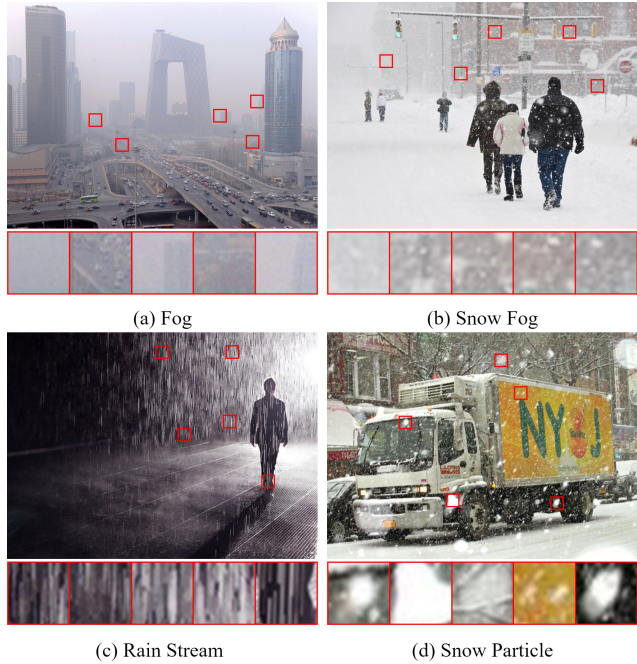 (a) Fog
(b) Snow Fog
NY
J
(c) Rain Stream
(d) Snow Particle